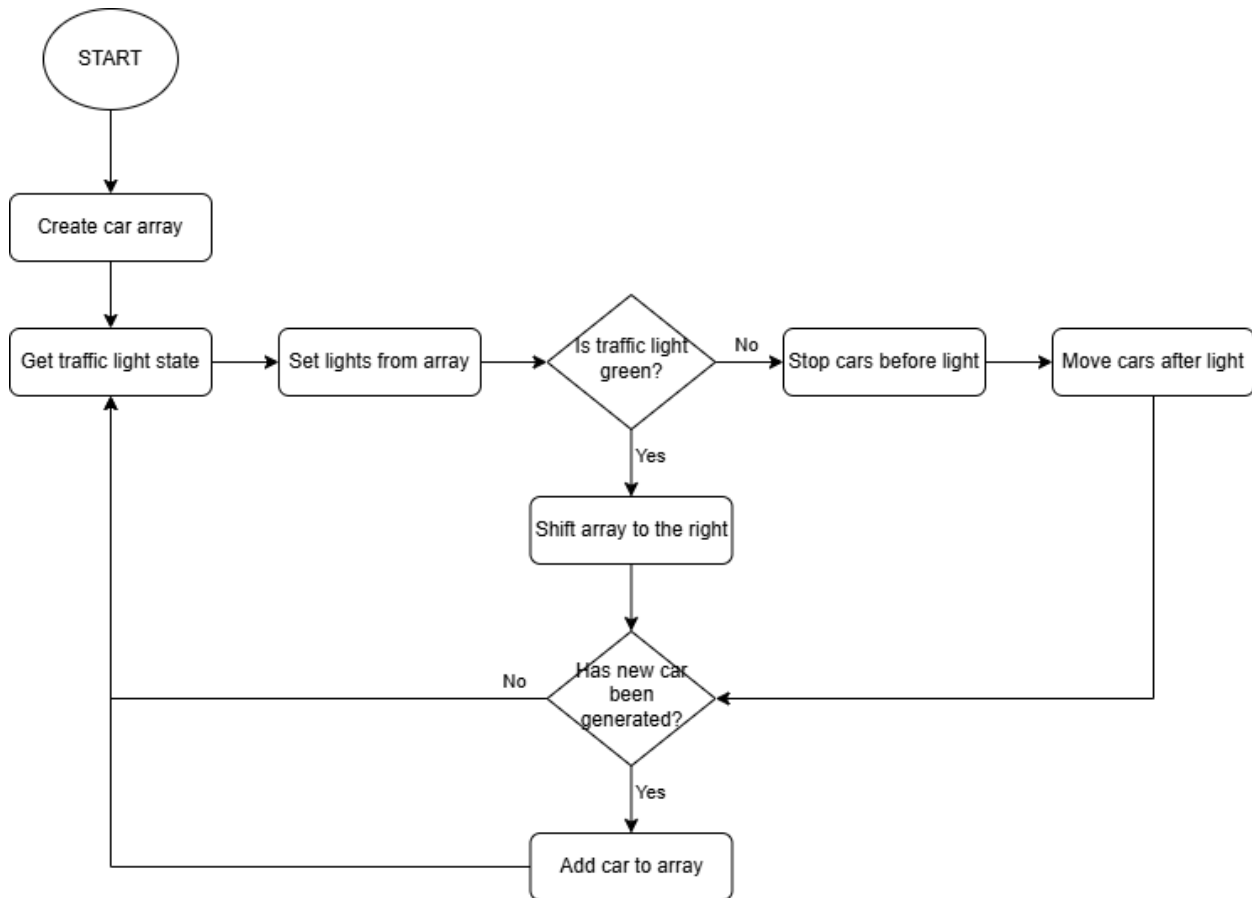 START
Create car array
Get traffic light state
Set lights from array
Is traffic light
green?
No
Stop cars before light
Move cars after light
Yes
Shift array to the right
Has new car
been
generated?
No
Yes
Add car to array